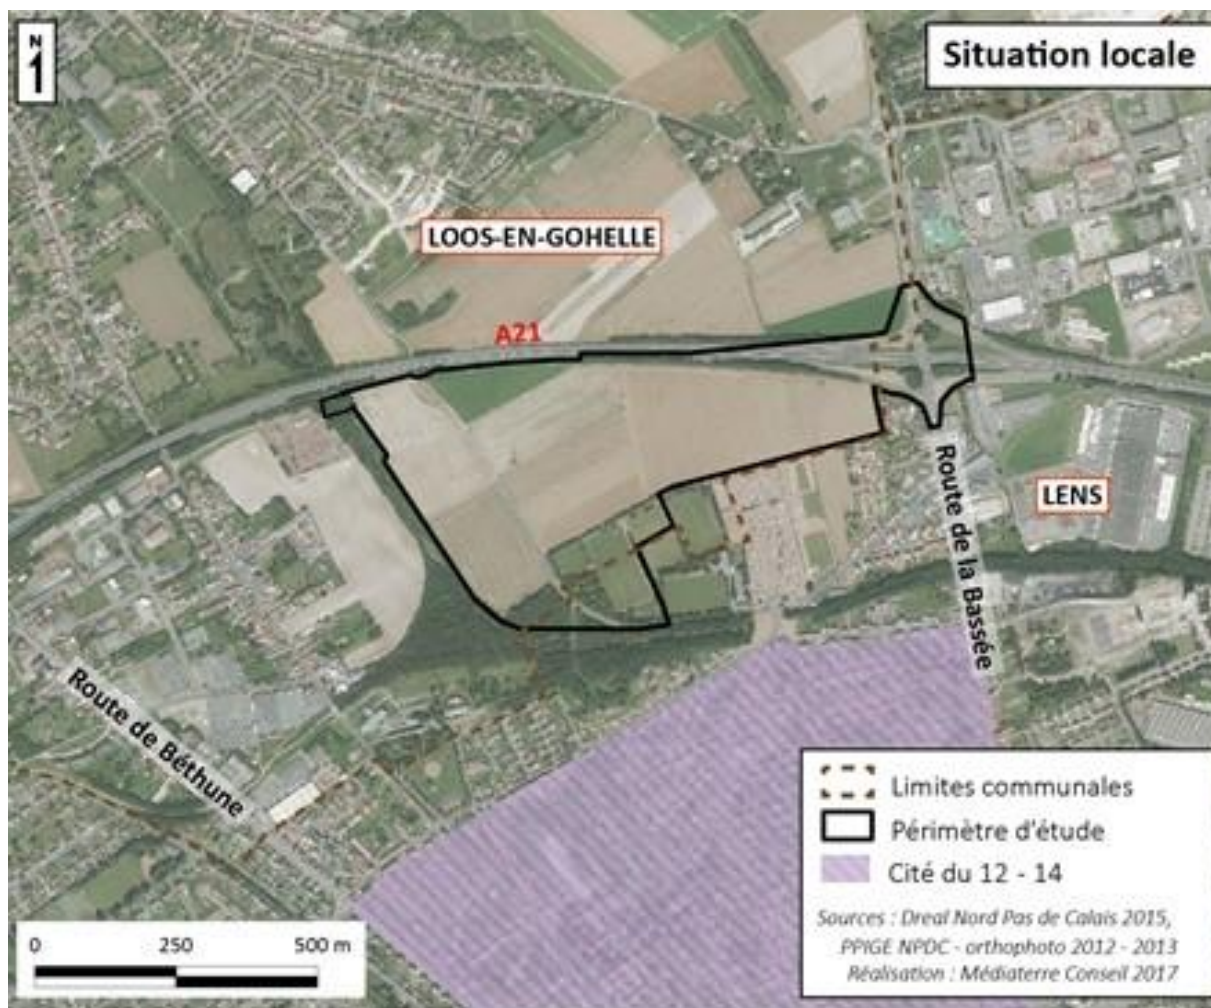 N
1
Situation locale
LOOS-EN-GOHELLE
A21
LENS
Route de la Bassée
Route de Béthune
Limites communales
Périmètre d'étude
Cité du 12 - 14
Sources : Dreal Nord Pas de Calais 2015,
PPIGE NPDC - orthophoto 2012 - 2013
Réalisation : Médiaterre Conseil 2017
0 250 500 m